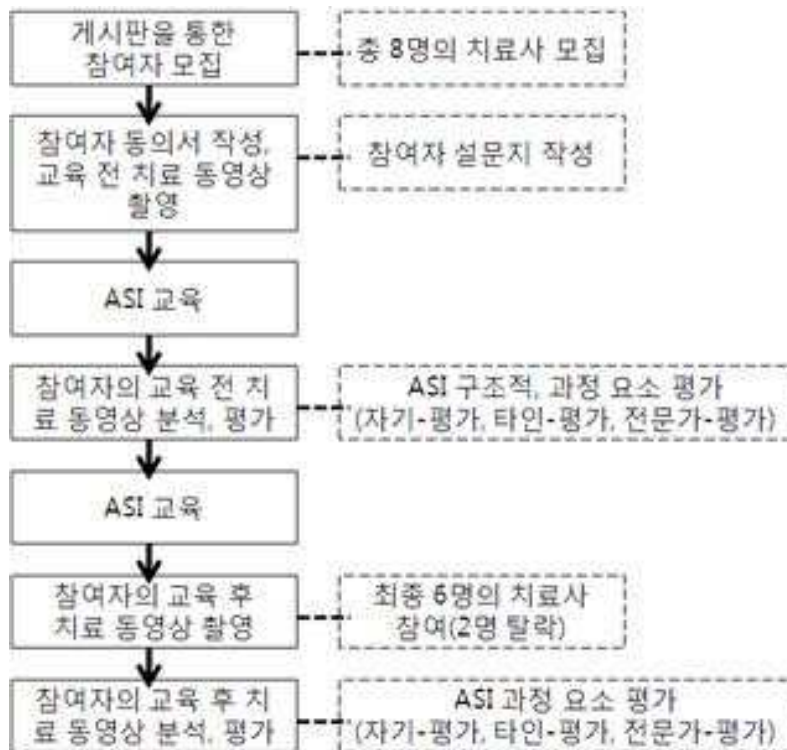 게시판을 통한
참여자 모집
총 8명의 치료사 모집
참여자 동의서 작성,
교육 전 치료 동영상
촬영
참여자 설문지 작성
ASI 교육
참여자의 교육 전 치
료 동영상 분석, 평가
ASI 구조적, 과정 요소 평가
(자기-평가, 타인-평가, 전문가-평가)
ASI 교육
참여자의 교육 후
치료 동영상 촬영
최종 6명의 치료사
참여(2명 탈락)
참여자의 교육 후 치
료 동영상 분석, 평가
ASI 과정 요소 평가
(자기-평가, 타인-평가, 전문가-평가)